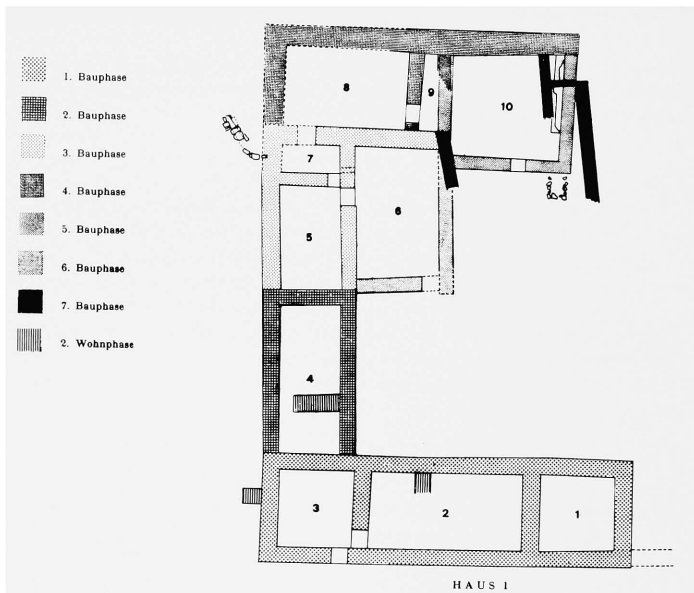 1. Bauphase
2. Bauphase
3. Bauphase
4. Bauphase
5. Bauphase
6. Bauphase
7. Bauphase
2. Wohnphase
8
9
10
7
6
5
4
3
2
1
HAUS 1